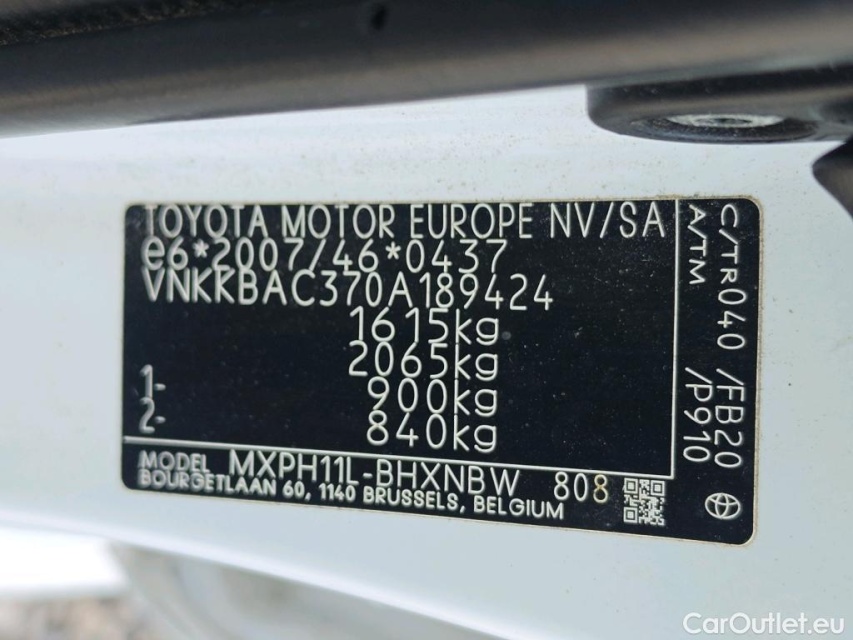 TOYOTA MOTOR EUROPE NV/SA
e6*2007/46*0437
VNKKBAC370A189424
1615kg
2065kg
1- 900kg
2- 840kg
MODEL MXPH11L-BHXNBW 808
BOURGETLAAN 60, 1140 BRUSSELS, BELGIUM
C/TR040 /FB20
A/TM /P910
CarOutlet.eu